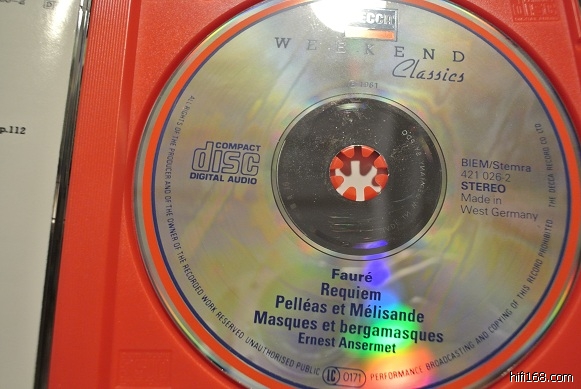 p.112
DECCA
WEEKEND
Classics
COMPACT
disc
DIGITAL AUDIO
BIEM/Stemra
421 026-2
STEREO
Made in
West Germany
Fauré
Requiem
Pelléas et Mélisande
Masques et bergamasques
Ernest Ansermet
LC 0171
ALL RIGHTS OF THE PRODUCER AND OF THE OWNER OF THE RECORDED WORK RESERVED UNAUTHORISED PUBLIC PERFORMANCE BROADCASTING AND COPYING OF THIS RECORD PROHIBITED
THE DECCA RECORD CO LTD
hifi168.com